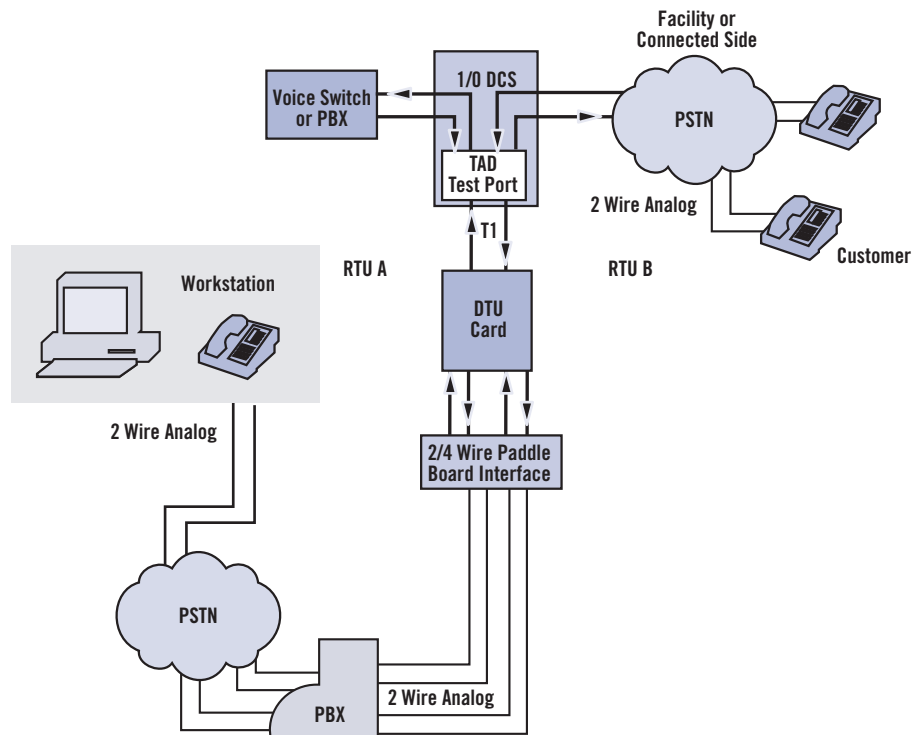 Facility or
Connected Side
1/0 DCS
Voice Switch
or PBX
PSTN
TAD
Test Port
2 Wire Analog
T1
Customer
RTU A
RTU B
Workstation
DTU
Card
2 Wire Analog
2/4 Wire Paddle
Board Interface
PSTN
2 Wire Analog
PBX